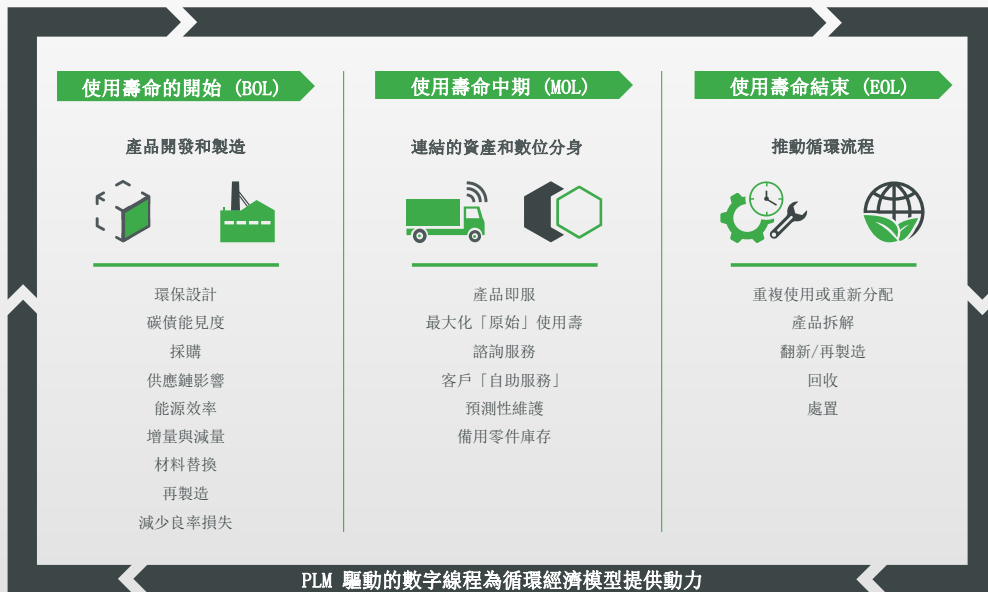 使用壽命的開始 (BOL)
產品開發和製造
環保設計
碳債能見度
採購
供應鏈影響
能源效率
增量與減量
材料替換
再製造
減少良率損失
使用壽命中期 (MOL)
連結的資產和數位分身
產品即服
最大化「原始」使用壽
諮詢服務
客戶「自助服務」
預測性維護
備用零件庫存
使用壽命結束 (EOL)
推動循環流程
重複使用或重新分配
產品拆解
翻新/再製造
回收
處置
PLM 驅動的數字線程為循環經濟模型提供動力